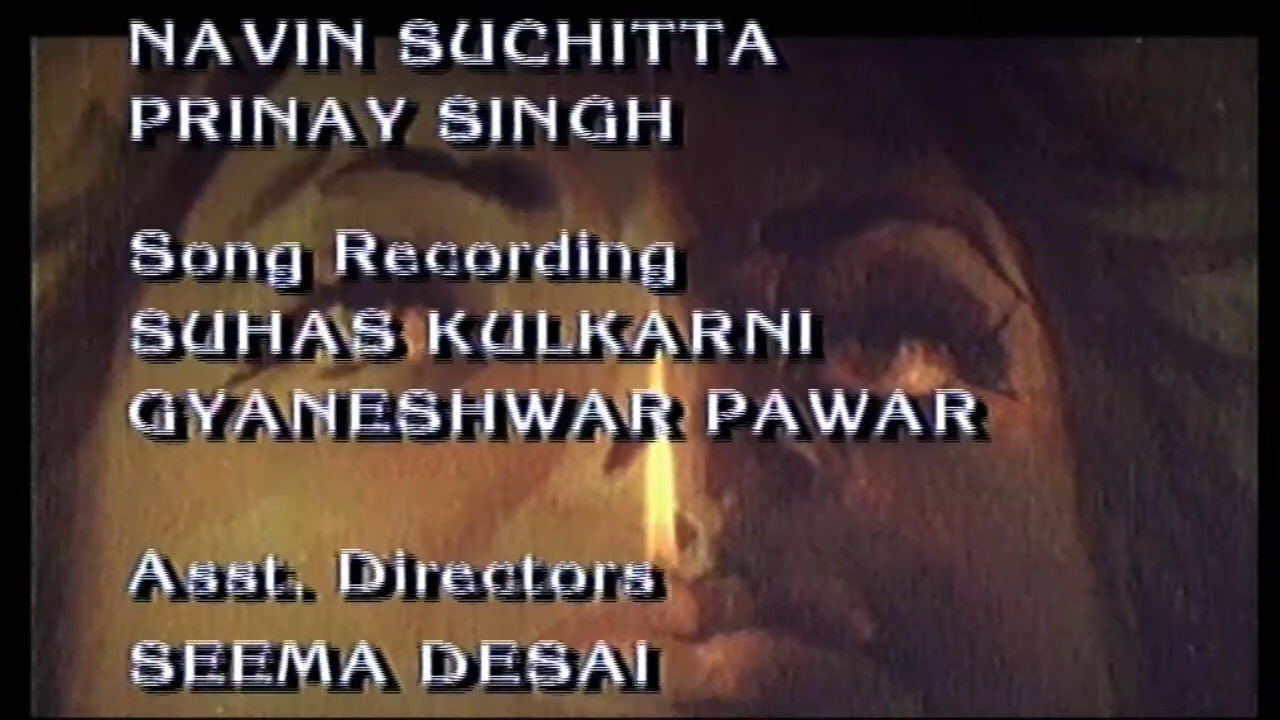 NAVIN SUCHITTA
PRINAY SINGH
Song Recording
SUHAS KULKARNI
GYANESHWAR PAWAR
Asst. Directors
SEEMA DESAI